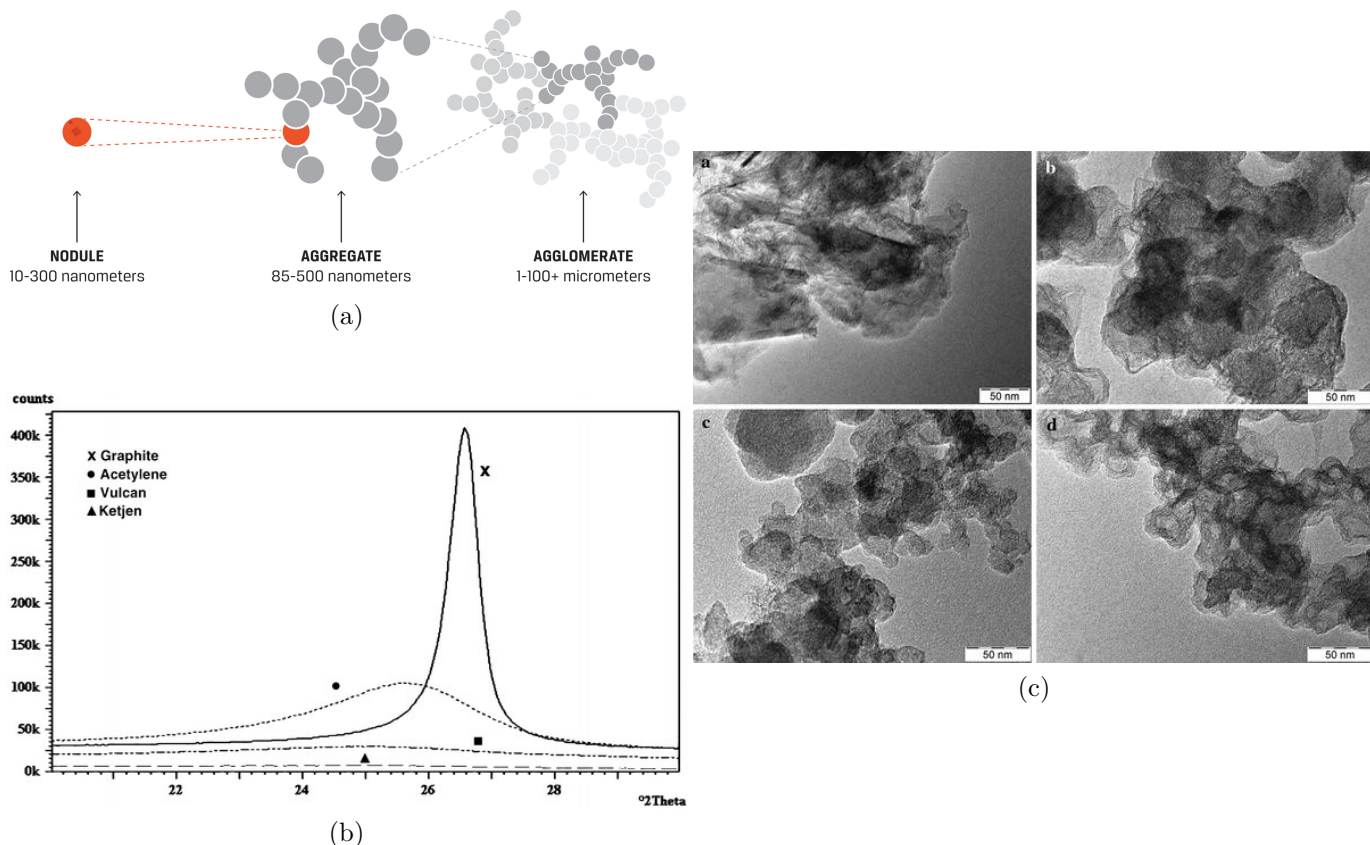 NODULE
10-300 nanometers
AGGREGATE
85-500 nanometers
AGGLOMERATE
1-100+ micrometers
(a)
counts
400k
350k
300k
250k
200k
150k
100k
50k
0k
x Graphite
Acetylene
Vulcan
Ketjen
x
22
24
26
28
°2Theta
(b)
a
50 nm
b
50 nm
c
50 nm
d
50 nm
(c)